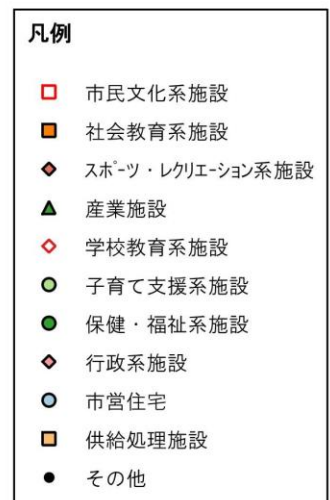 凡例
市民文化系施設
社会教育系施設
スポーツ・レクリエーション系施設
産業施設
学校教育系施設
子育て支援系施設
保健・福祉系施設
行政系施設
市営住宅
供給処理施設
その他